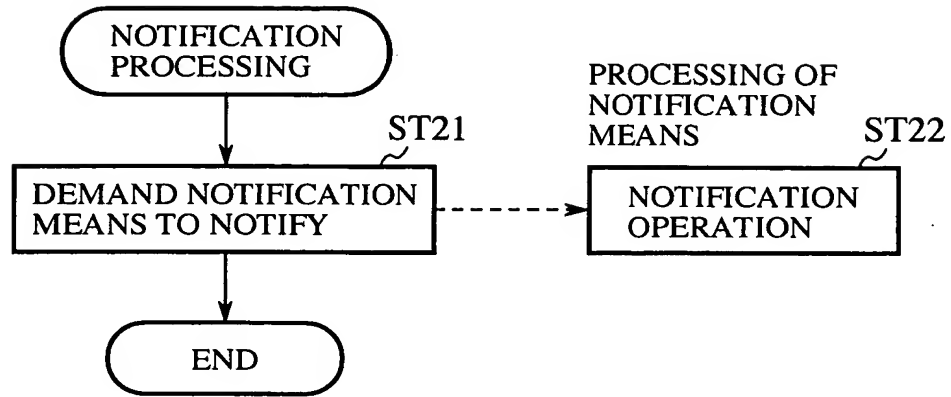 NOTIFICATION
PROCESSING
ST21
DEMAND NOTIFICATION
MEANS TO NOTIFY
END
PROCESSING OF
NOTIFICATION
MEANS
ST22
NOTIFICATION
OPERATION